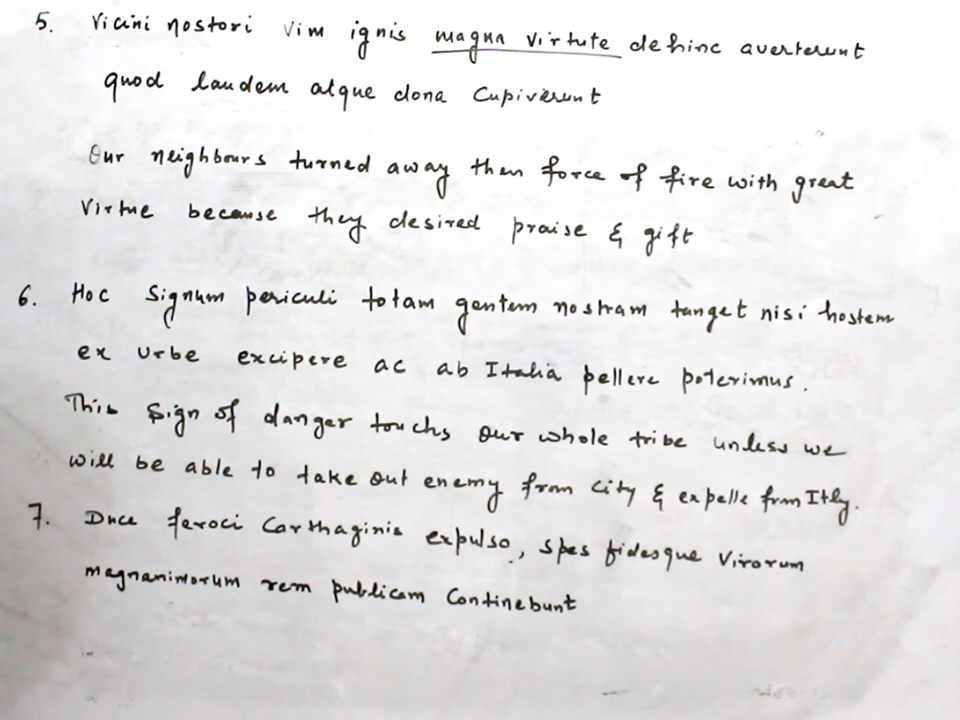 5. Vicini nostori vim ignis magna virtute dehinc averterunt
quod laudem atque dona cupiverunt
Our neighbours turned away then force of fire with great
virtue because they desired praise & gift
6. Hoc signum periculi totam gentem nostram tanget nisi hostem
ex urbe excipere ac ab Italia pellere poterimus.
This sign of danger touchs our whole tribe unless we
will be able to take out enemy from city & expelle from Itly.
7. Duce feroci Carthaginis expulso, spes fidesque virorum
magnanimorum rem publicam continebunt